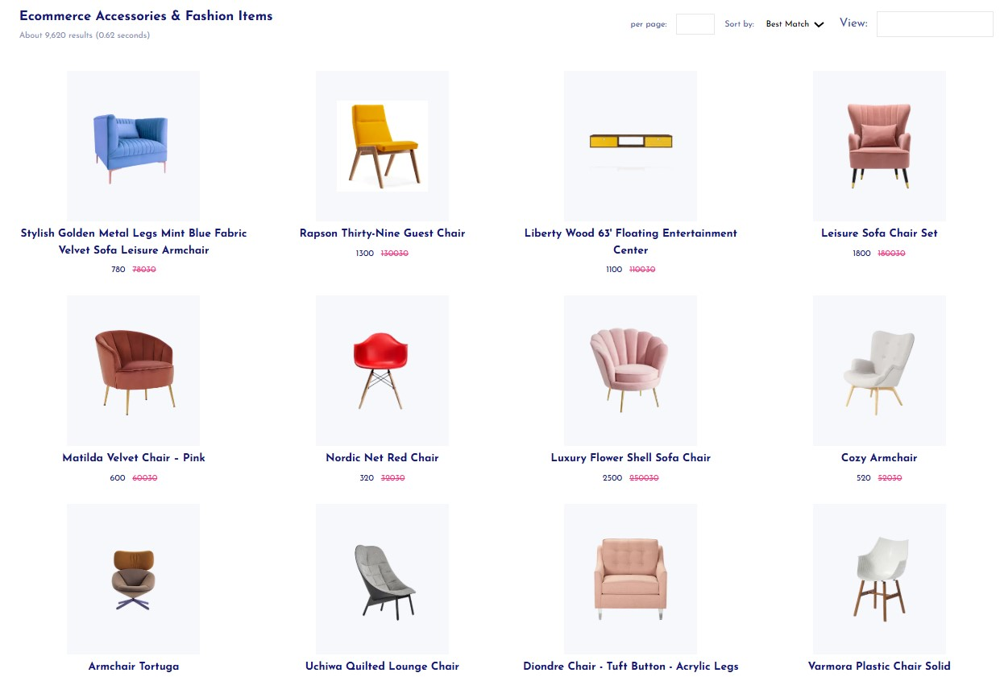 Ecommerce Accessories & Fashion Items
About 9,620 results (0.62 seconds)
per page:
Sort by:
Best Match
View:
Stylish Golden Metal Legs Mint Blue Fabric
Velvet Sofa Leisure Armchair
780 78030
Rapson Thirty-Nine Guest Chair
1300 130030
Liberty Wood 63' Floating Entertainment
Center
1100 110030
Leisure Sofa Chair Set
1800 180030
Matilda Velvet Chair – Pink
600 60030
Nordic Net Red Chair
320 32030
Luxury Flower Shell Sofa Chair
2500 250030
Cozy Armchair
520 52030
Armchair Tortuga
Uchiwa Quilted Lounge Chair
Diondre Chair - Tuft Button - Acrylic Legs
Varmora Plastic Chair Solid